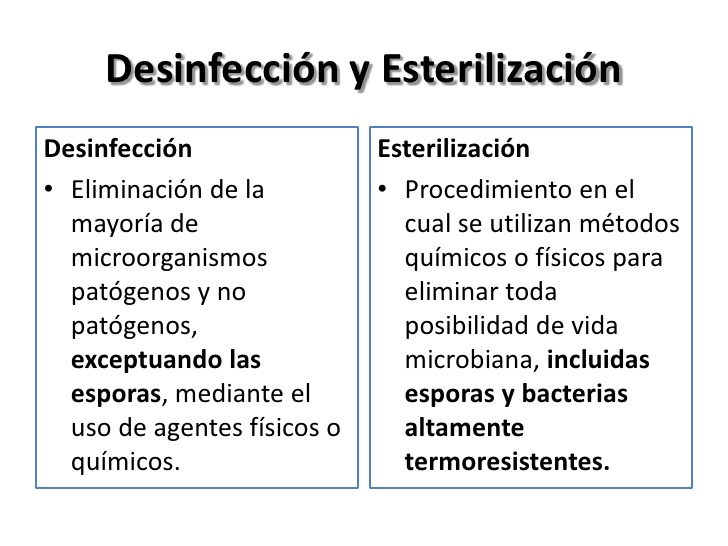 Desinfección y Esterilización
Desinfección
• Eliminación de la
mayoría de
microorganismos
patógenos y no
patógenos,
exceptuando las
esporas, mediante el
uso de agentes físicos o
químicos.
Esterilización
• Procedimiento en el
cual se utilizan métodos
químicos o físicos para
eliminar toda
posibilidad de vida
microbiana, incluidas
esporas y bacterias
altamente
termoresistentes.